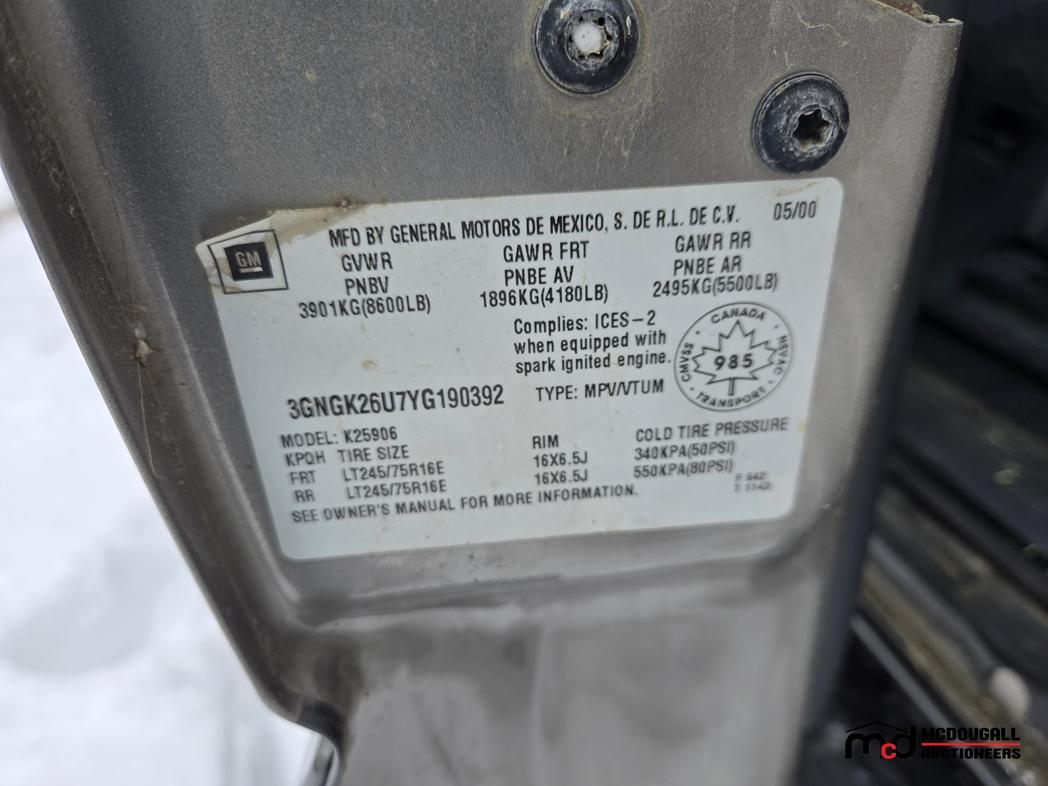 MFD BY GENERAL MOTORS DE MEXICO, S. DE R.L. DE C.V. 05/00
GM
GVWR GAWR FRT GAWR RR
PNBV PNBE AV PNBE AR
3901KG(8600LB) 1896KG(4180LB) 2495KG(5500LB)
Complies: ICES-2
when equipped with
spark ignited engine.
CANADA
CMVSS 985 NSVAC
TRANSPORT
3GNGK26U7YG190392 TYPE: MPV/VTUM
MODEL: K25906
KPQH TIRE SIZE RIM COLD TIRE PRESSURE
FRT LT245/75R16E 16X6.5J 340KPA(50PSI)
RR LT245/75R16E 16X6.5J 550KPA(80PSI)
SEE OWNER'S MANUAL FOR MORE INFORMATION.
mcd MCDOUGALL
AUCTIONEERS